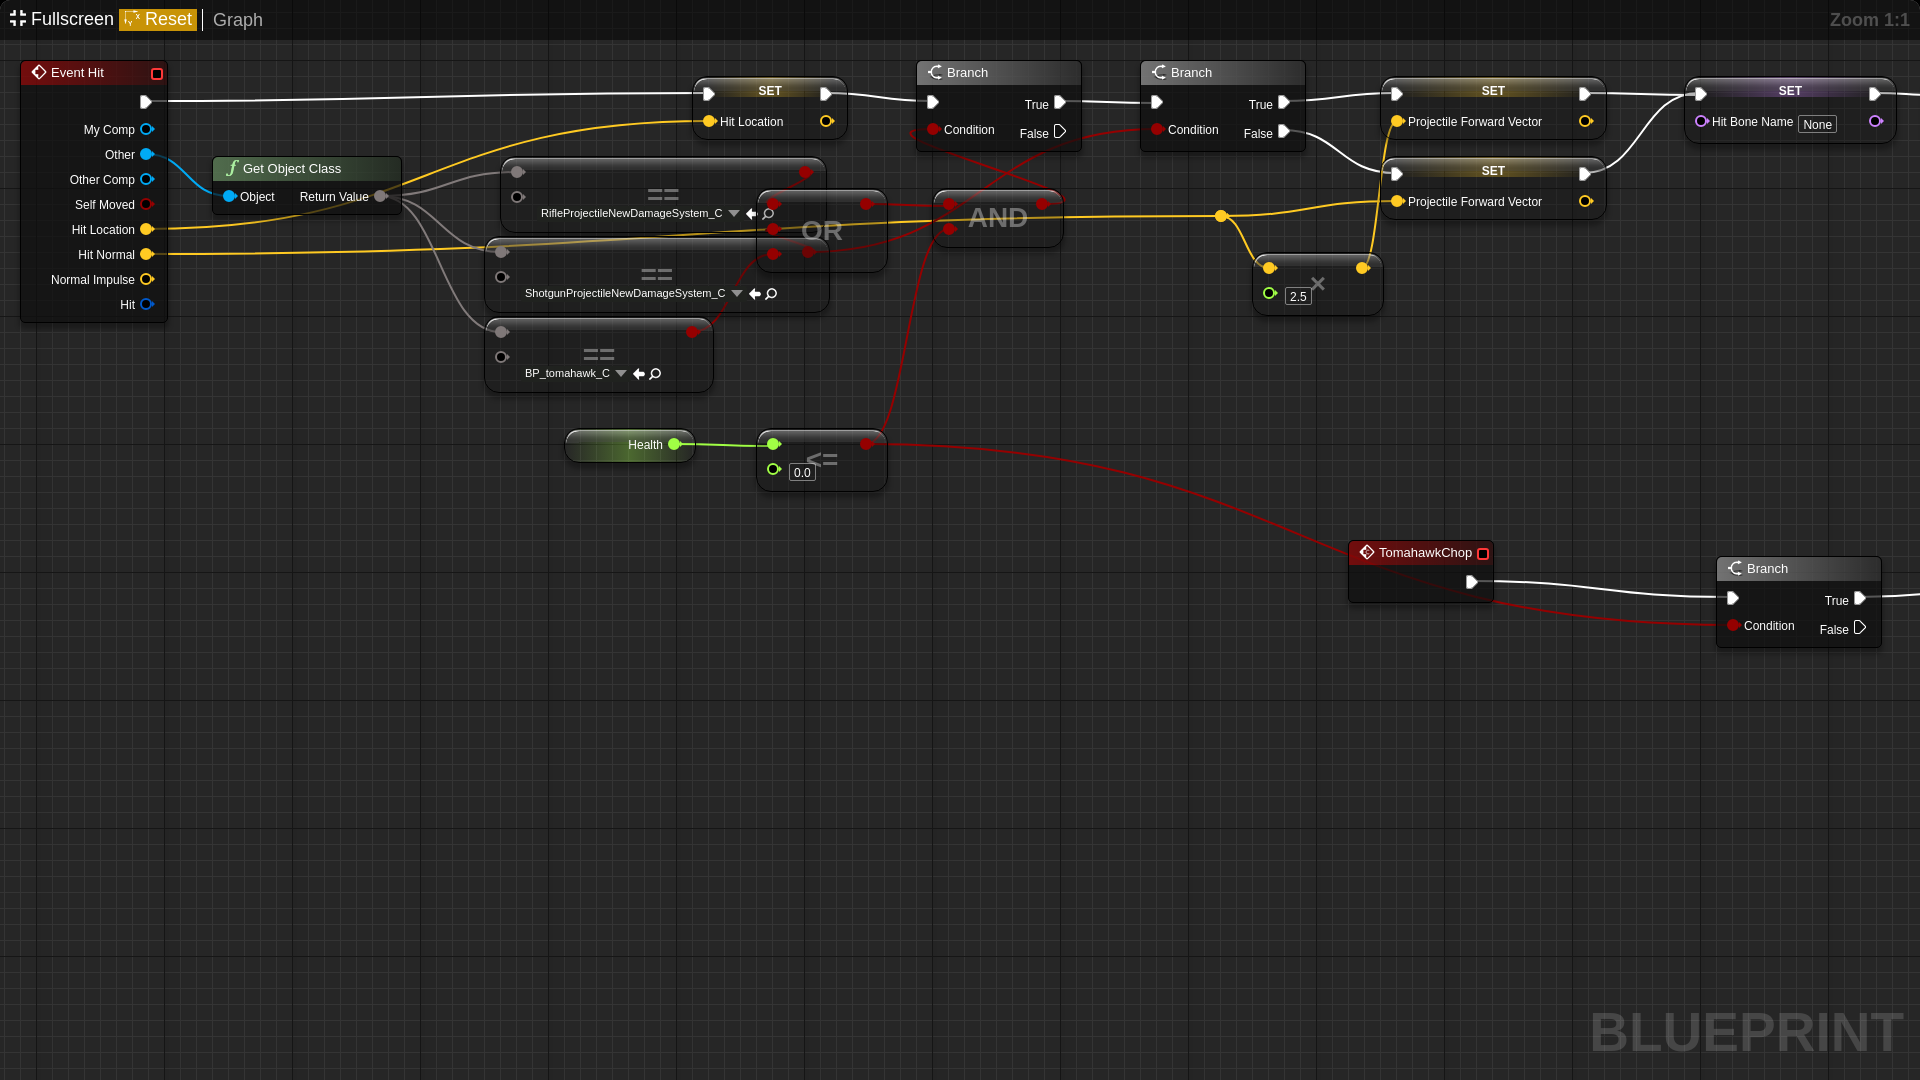 Fullscreen Reset Graph
Zoom 1:1
Event Hit
My Comp
Other
Other Comp
Self Moved
Hit Location
Hit Normal
Normal Impulse
Hit
Get Object Class
Object Return Value
SET
Hit Location
==
RifleProjectileNewDamageSystem_C
==
ShotgunProjectileNewDamageSystem_C
==
BP_tomahawk_C
OR
AND
Health
<=
0.0
Branch
True
Condition
False
Branch
True
Condition
False
SET
Projectile Forward Vector
SET
Projectile Forward Vector
×
2.5
SET
Hit Bone Name None
TomahawkChop
Branch
True
Condition
False
BLUEPRINT